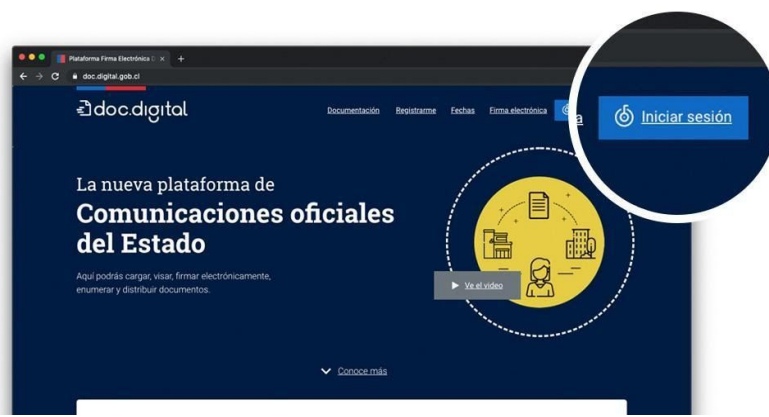 Plataforma Firma Electrónica
doc.digital.gob.cl
doc.digital
Documentación Registrarme Fechas Firma electrónica
Iniciar sesión
La nueva plataforma de
Comunicaciones oficiales
del Estado
Aquí podrás cargar, visar, firmar electrónicamente,
enumerar y distribuir documentos.
Ve el video
Conoce más